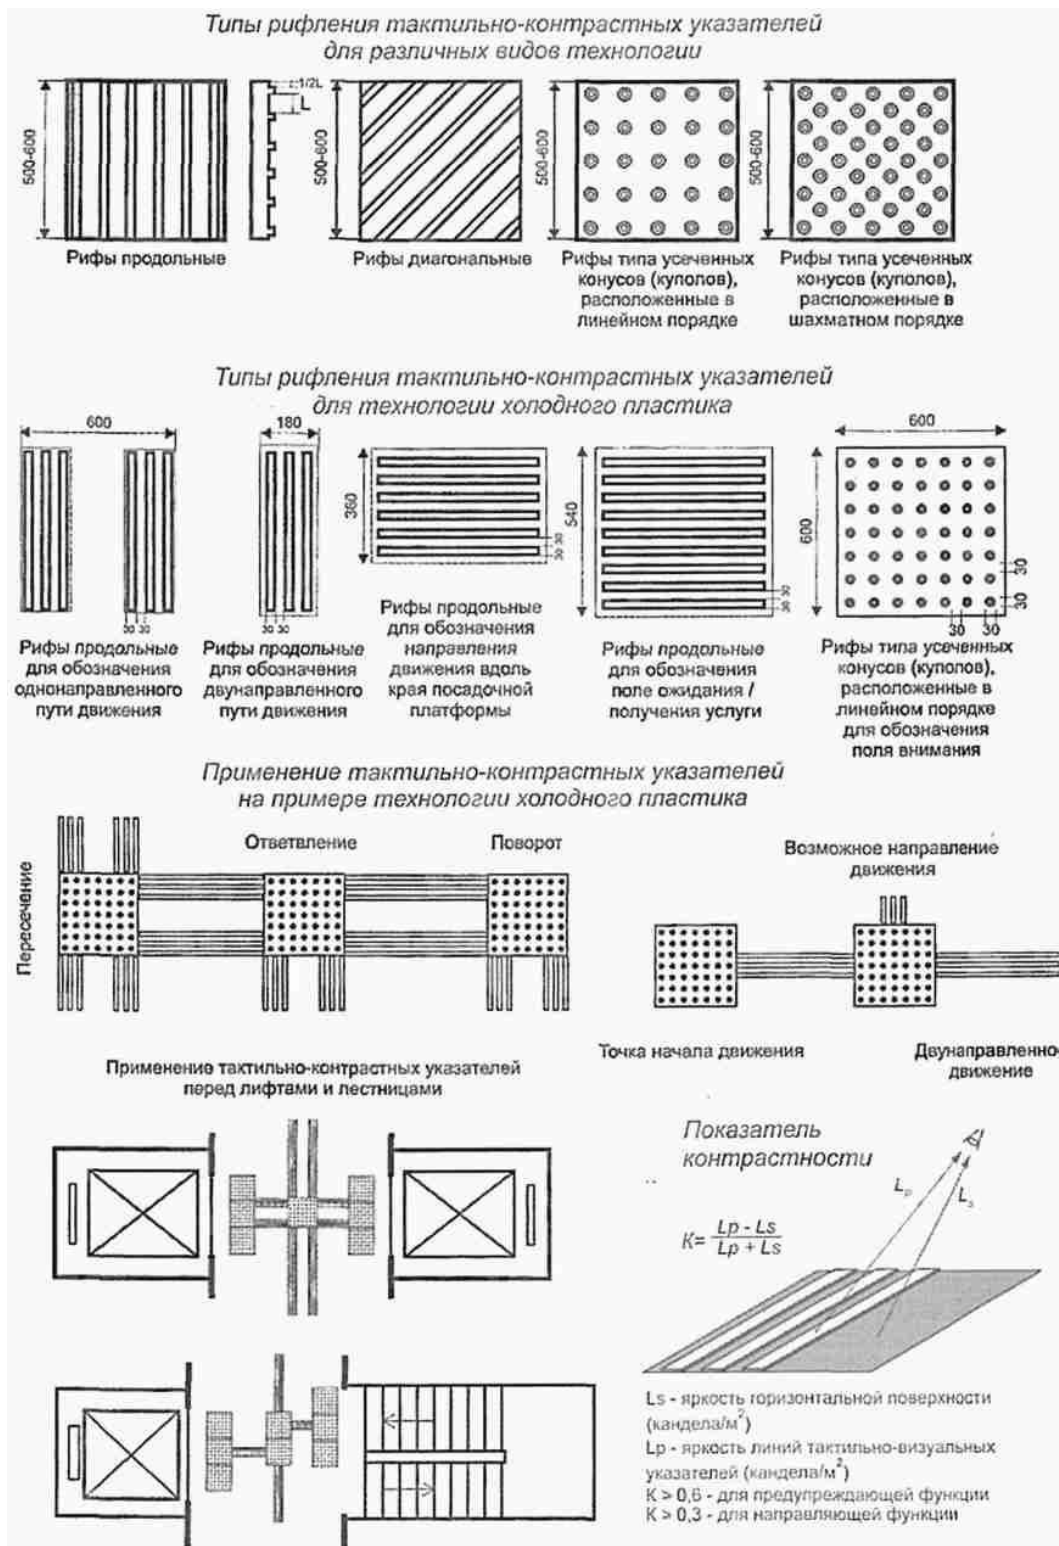 Типы рифления тактильно-контрастных указателей
для различных видов технологии
500-600
1/2L
L
500-600
500-600
500-600
Рифы продольные
Рифы диагональные
Рифы типа усеченных
конусов (куполов),
расположенные в
линейном порядке
Рифы типа усеченных
конусов (куполов),
расположенные в
шахматном порядке
Типы рифления тактильно-контрастных указателей
для технологии холодного пластика
600
180
360
540
600
600
30 30
30 30
30
30
30
30
30
30
30
30
Рифы продольные
для обозначения
однонаправленного
пути движения
Рифы продольные
для обозначения
двунаправленного
пути движения
Рифы продольные
для обозначения
направления
движения вдоль
края посадочной
платформы
Рифы продольные
для обозначения
поле ожидания /
получения услуги
Рифы типа усеченных
конусов (куполов),
расположенные в
линейном порядке
для обозначения
поля внимания
Применение тактильно-контрастных указателей
на примере технологии холодного пластика
Пересечение
Ответвление
Поворот
Возможное направление
движения
Точка начала движения
Двунаправленно
движение
Применение тактильно-контрастных указателей
перед лифтами и лестницами
Показатель
контрастности
Lp
Ls
K= Lp - Ls
Lp + Ls
Ls - яркость горизонтальной поверхности
(кандела/м²)
Lp - яркость линий тактильно-визуальных
указателей (кандела/м²)
K > 0,6 - для предупреждающей функции
K > 0,3 - для направляющей функции